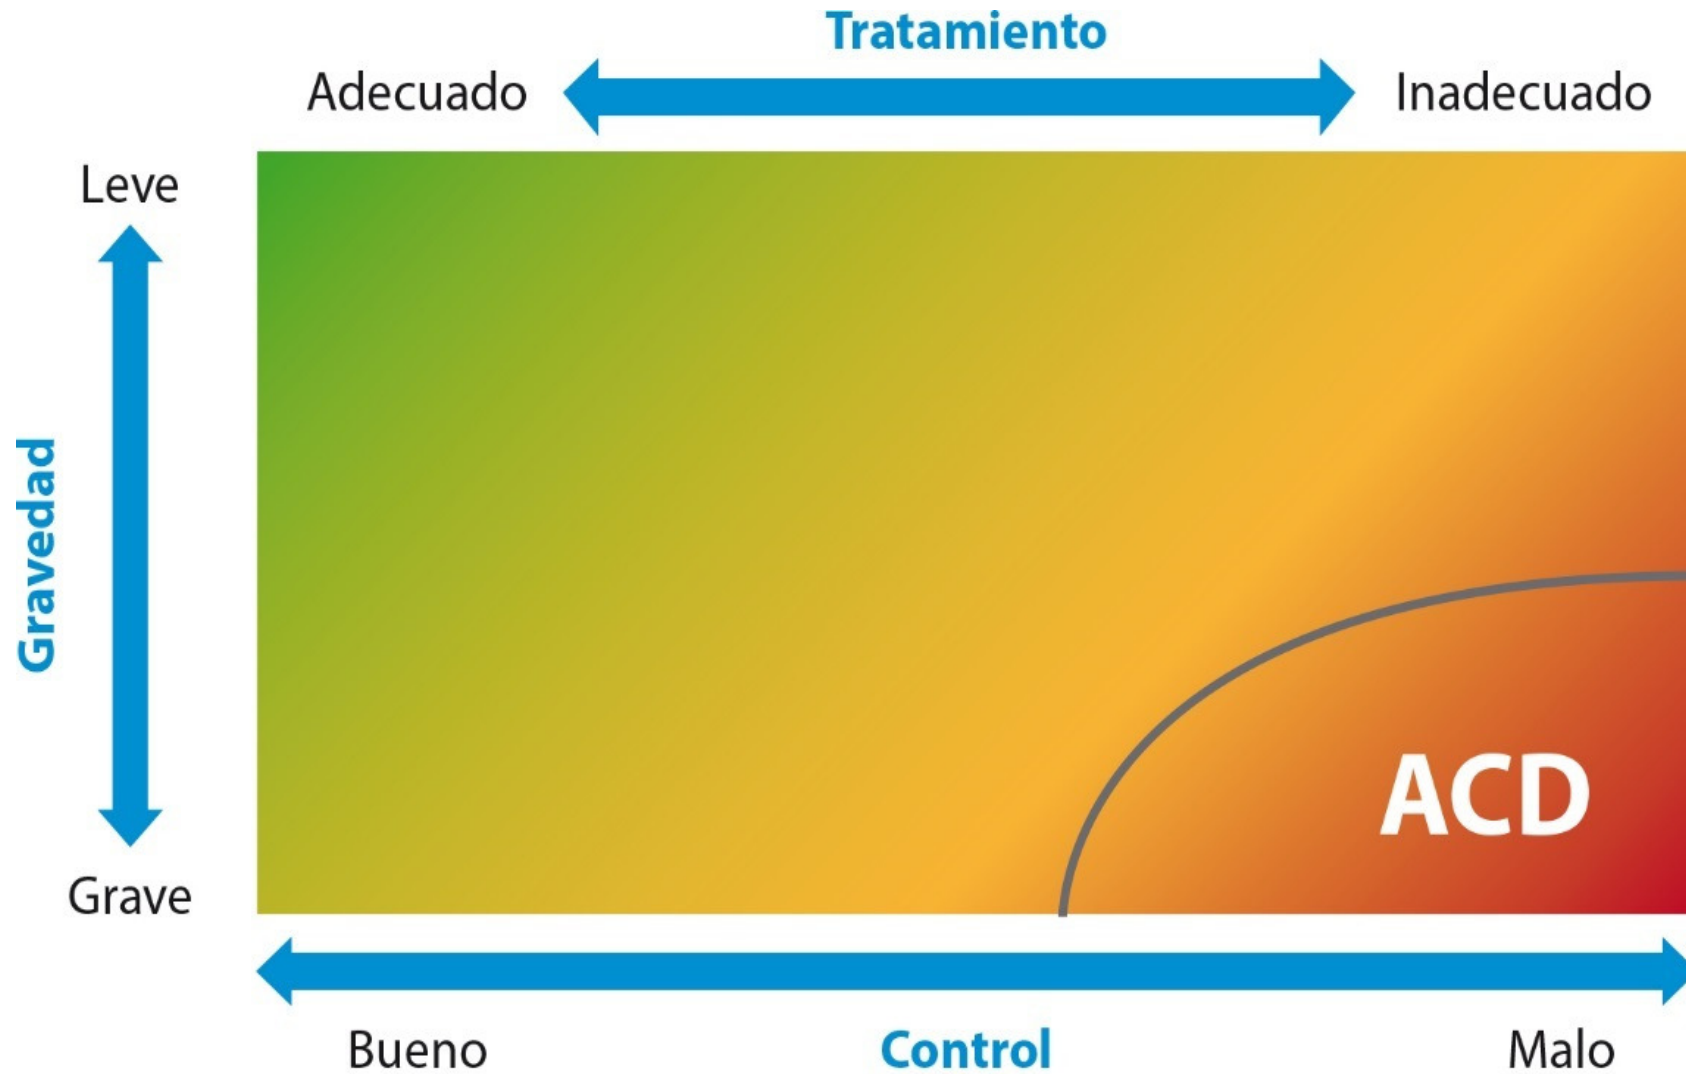 Tratamiento
Adecuado
Inadecuado
Leve
Gravedad
Grave
ACD
Bueno
Control
Malo